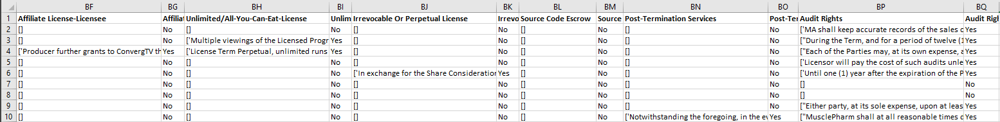 BF BG BH BI BJ BK BL BM BN BO BP BQ
1 Affiliate License-Licensee Affiliat Unlimited/All-You-Can-Eat-License Unlim Irrevocable Or Perpetual License Irrevo Source Code Escrow Source Post-Termination Services Post-Ter Audit Rights Audit Righ
2 [] No [] No [] No [] No [] No ['MA shall keep accurate records of the sales o Yes
3 [] No ['Multiple viewings of the Licensed Progr Yes [] No [] No [] No ["During the Term, and for a period of twelve (1 Yes
4 ['Producer further grants to ConvergTV th Yes ['License Term Perpetual, unlimited runs Yes [] No [] No [] No ["Each of the Parties may, at its own expense, a Yes
5 [] No [] No [] No [] No [] No ['Licensor will pay the cost of such audits unle Yes
6 [] No [] No ['In exchange for the Share Consideration Yes [] No [] No ['Until one (1) year after the expiration of the P Yes
7 [] No [] No [] No [] No [] No [] No
8 [] No [] No [] No [] No [] No [] No
9 [] No [] No [] No [] No [] No ["Either party, at its sole expense, upon at leas Yes
10 [] No [] No [] No [] No ['Notwithstanding the foregoing, in the ev Yes ["MusclePharm shall at all reasonable times o Yes